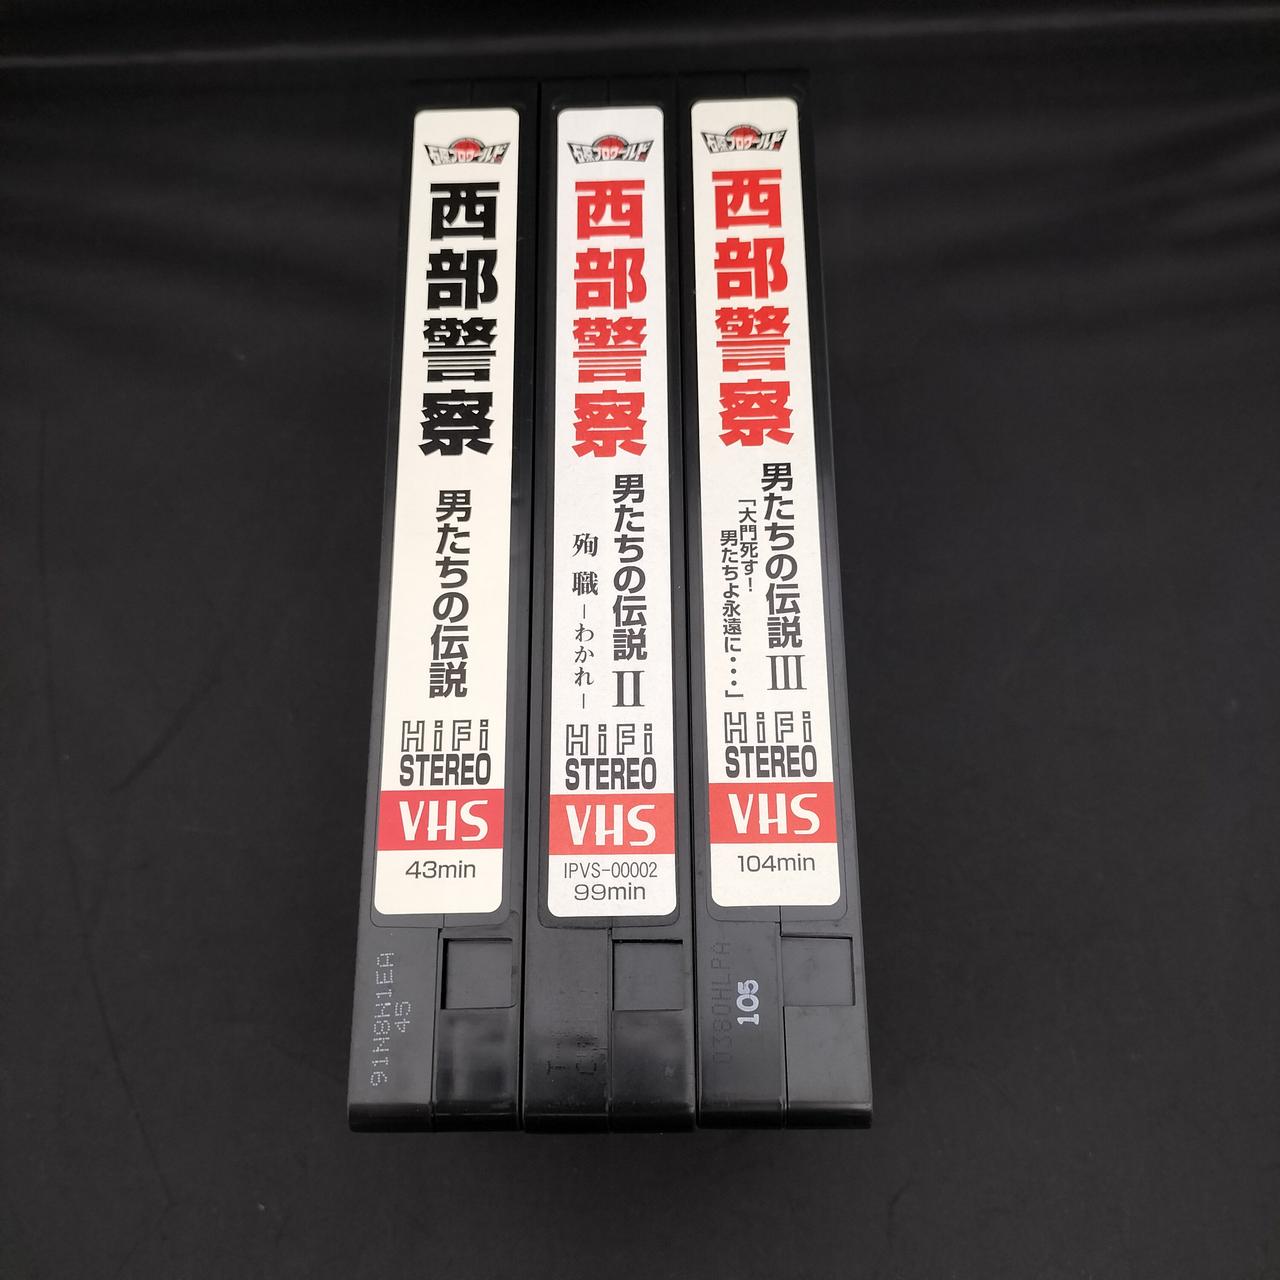 石原プロワールド
西部警察
男たちの伝説
HiFi
STEREO
VHS
43min
91N8H1EA
45
石原プロワールド
西部警察
男たちの伝説 II
殉職 -わかれ-
HiFi
STEREO
VHS
IPVS-00002
99min
石原プロワールド
西部警察
男たちの伝説 III
「大門死す!
男たちよ永遠に・・・」
HiFi
STEREO
VHS
104min
0380HLPA
105